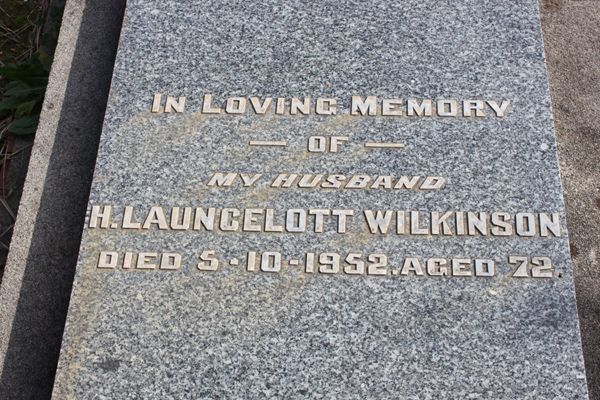 IN LOVING MEMORY
— OF —
MY HUSBAND
H. LAUNCELOTT WILKINSON
DIED 5-10-1952. AGED 72.